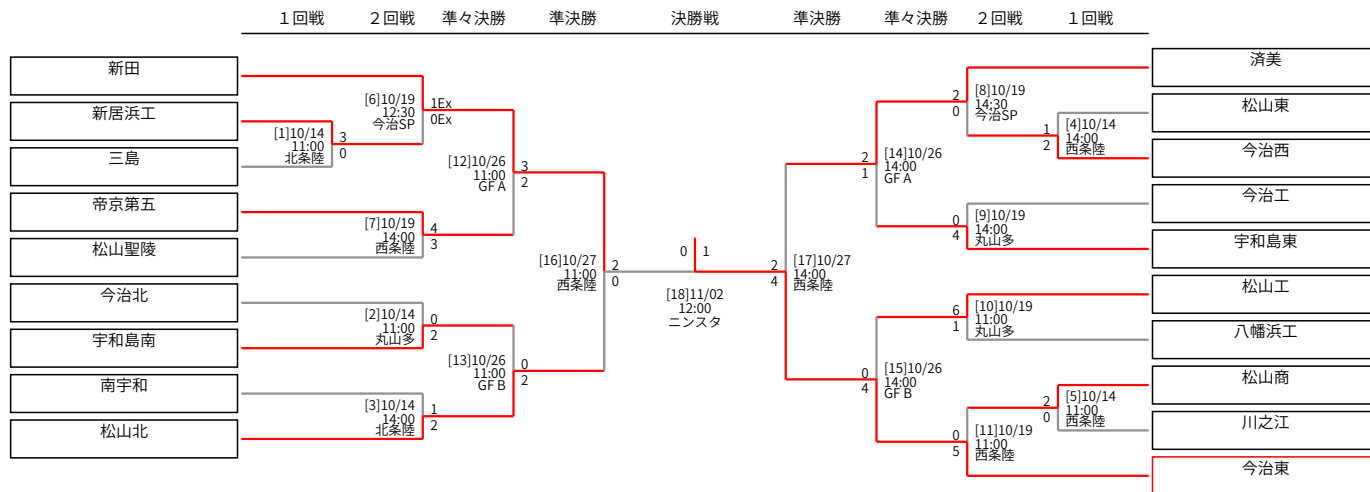 １回戦 ２回戦 準々決勝 準決勝 決勝戦 準決勝 準々決勝 ２回戦 １回戦
新田
新居浜工
三島
帝京第五
松山聖陵
今治北
宇和島南
南宇和
松山北
[1]10/14
11:00
北条陸
3
0
[6]10/19
12:30
今治SP
1Ex
0Ex
[7]10/19
14:00
西条陸
4
3
[2]10/14
11:00
丸山多
0
2
[3]10/14
14:00
北条陸
1
2
[12]10/26
11:00
GF A
3
2
[13]10/26
11:00
GF B
0
2
[16]10/27
11:00
西条陸
2
0
0 1
[18]11/02
12:00
ニンスタ
2
4
[17]10/27
14:00
西条陸
2
1
[14]10/26
14:00
GF A
0
4
[15]10/26
14:00
GF B
2
0
[8]10/19
14:30
今治SP
0
4
[9]10/19
14:00
丸山多
6
1
[10]10/19
11:00
丸山多
0
5
[11]10/19
11:00
西条陸
1
2
[4]10/14
14:00
西条陸
2
0
[5]10/14
11:00
西条陸
済美
松山東
今治西
今治工
宇和島東
松山工
八幡浜工
松山商
川之江
今治東